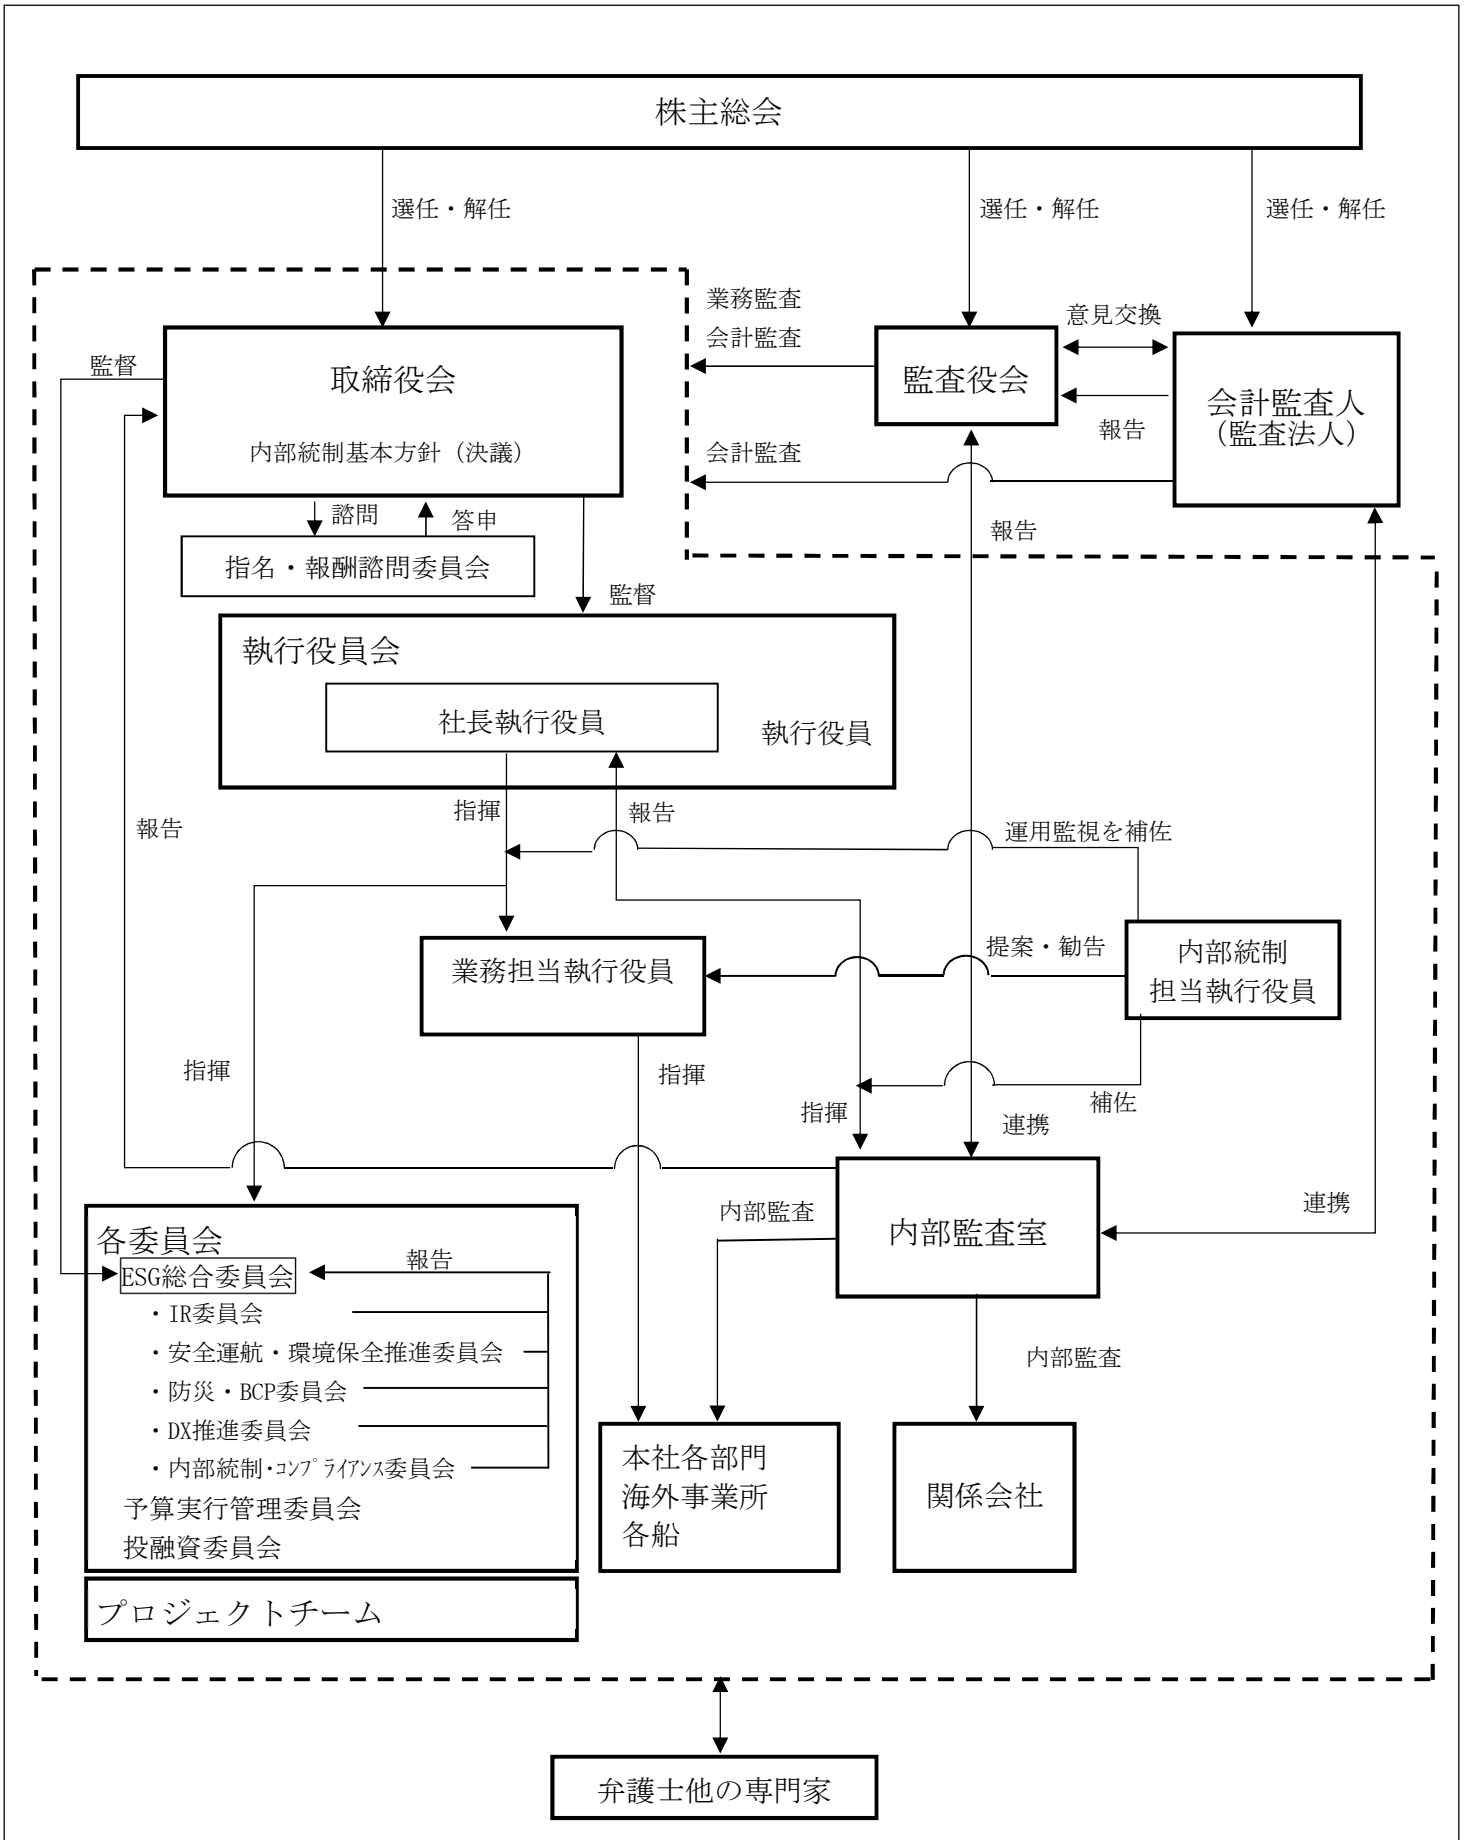 株主総会
選任・解任
選任・解任
選任・解任
業務監査
会計監査
意見交換
監督
取締役会
内部統制基本方針（決議）
監査役会
会計監査人
（監査法人）
報告
会計監査
諮問
答申
報告
指名・報酬諮問委員会
監督
執行役員会
社長執行役員
執行役員
指揮
報告
報告
運用監視を補佐
業務担当執行役員
提案・勧告
内部統制
担当執行役員
指揮
指揮
指揮
補佐
連携
連携
内部監査
内部監査室
各委員会
ESG総合委員会
報告
・IR委員会
・安全運航・環境保全推進委員会
・防災・BCP委員会
・DX推進委員会
・内部統制・ｺﾝﾌﾟﾗｲｱﾝｽ委員会
予算実行管理委員会
投融資委員会
内部監査
本社各部門
海外事業所
各船
関係会社
プロジェクトチーム
弁護士他の専門家